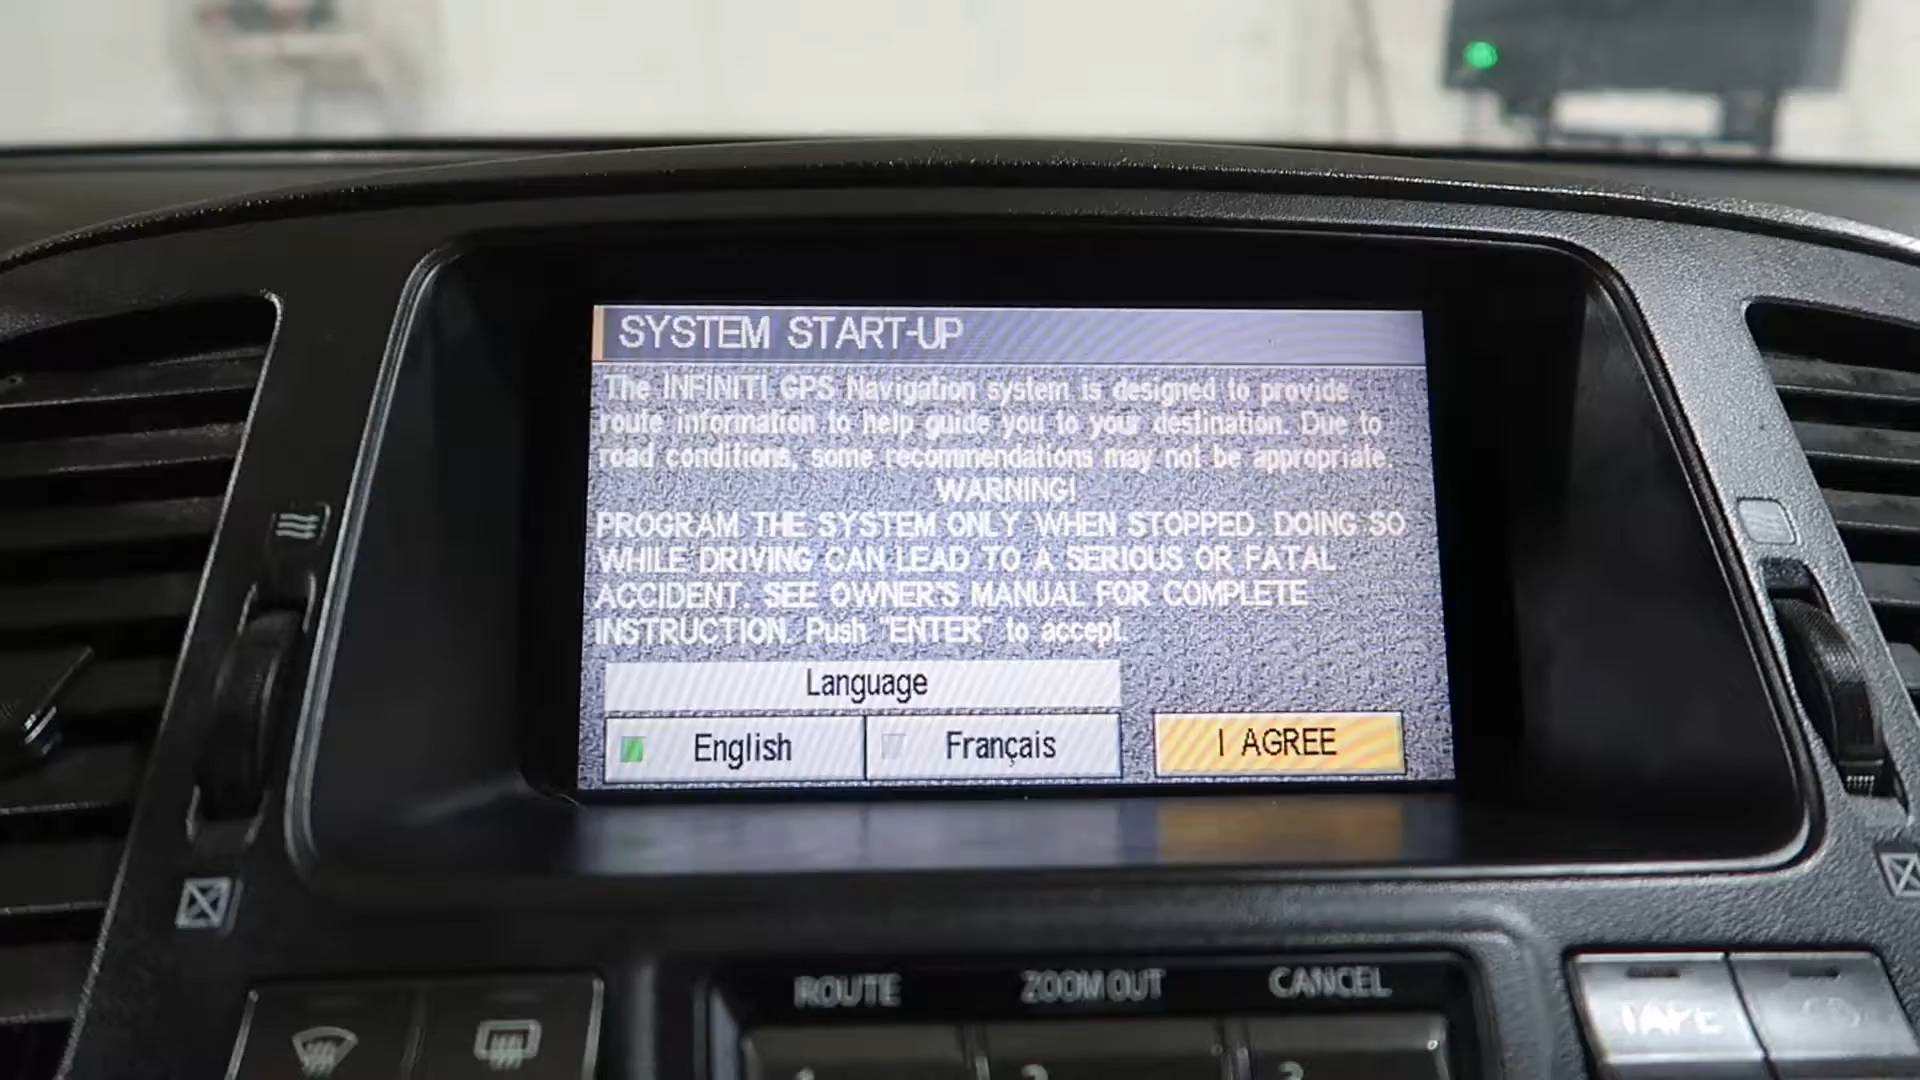 SYSTEM START-UP
The INFINITI GPS Navigation system is designed to provide
route information to help guide you to your destination. Due to
road conditions, some recommendations may not be appropriate.
WARNING!
PROGRAM THE SYSTEM ONLY WHEN STOPPED. DOING SO
WHILE DRIVING CAN LEAD TO A SERIOUS OR FATAL
ACCIDENT. SEE OWNER'S MANUAL FOR COMPLETE
INSTRUCTION. Push "ENTER" to accept.
Language
English Français I AGREE
ROUTE ZOOM OUT CANCEL
TAPE